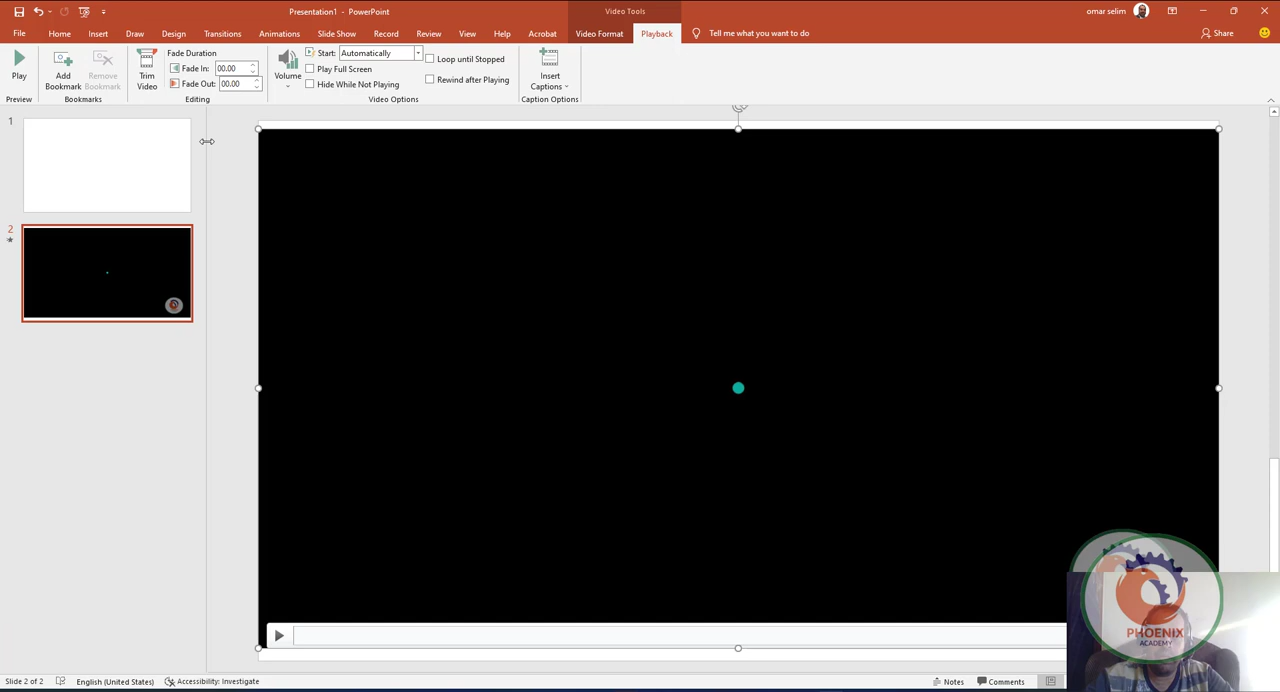 Presentation1 - PowerPoint
Video Tools
omar selim
File
Home
Insert
Draw
Design
Transitions
Animations
Slide Show
Record
Review
View
Help
Acrobat
Video Format
Playback
Tell me what you want to do
Share
Play
Preview
Add Bookmark
Remove Bookmark
Bookmarks
Trim Video
Fade Duration
Fade In: 00.00
Fade Out: 00.00
Editing
Volume
Start: Automatically
Play Full Screen
Hide While Not Playing
Loop until Stopped
Rewind after Playing
Video Options
Insert Captions
Caption Options
1
2
PHOENIX
ACADEMY
Slide 2 of 2
English (United States)
Accessibility: Investigate
Notes
Comments